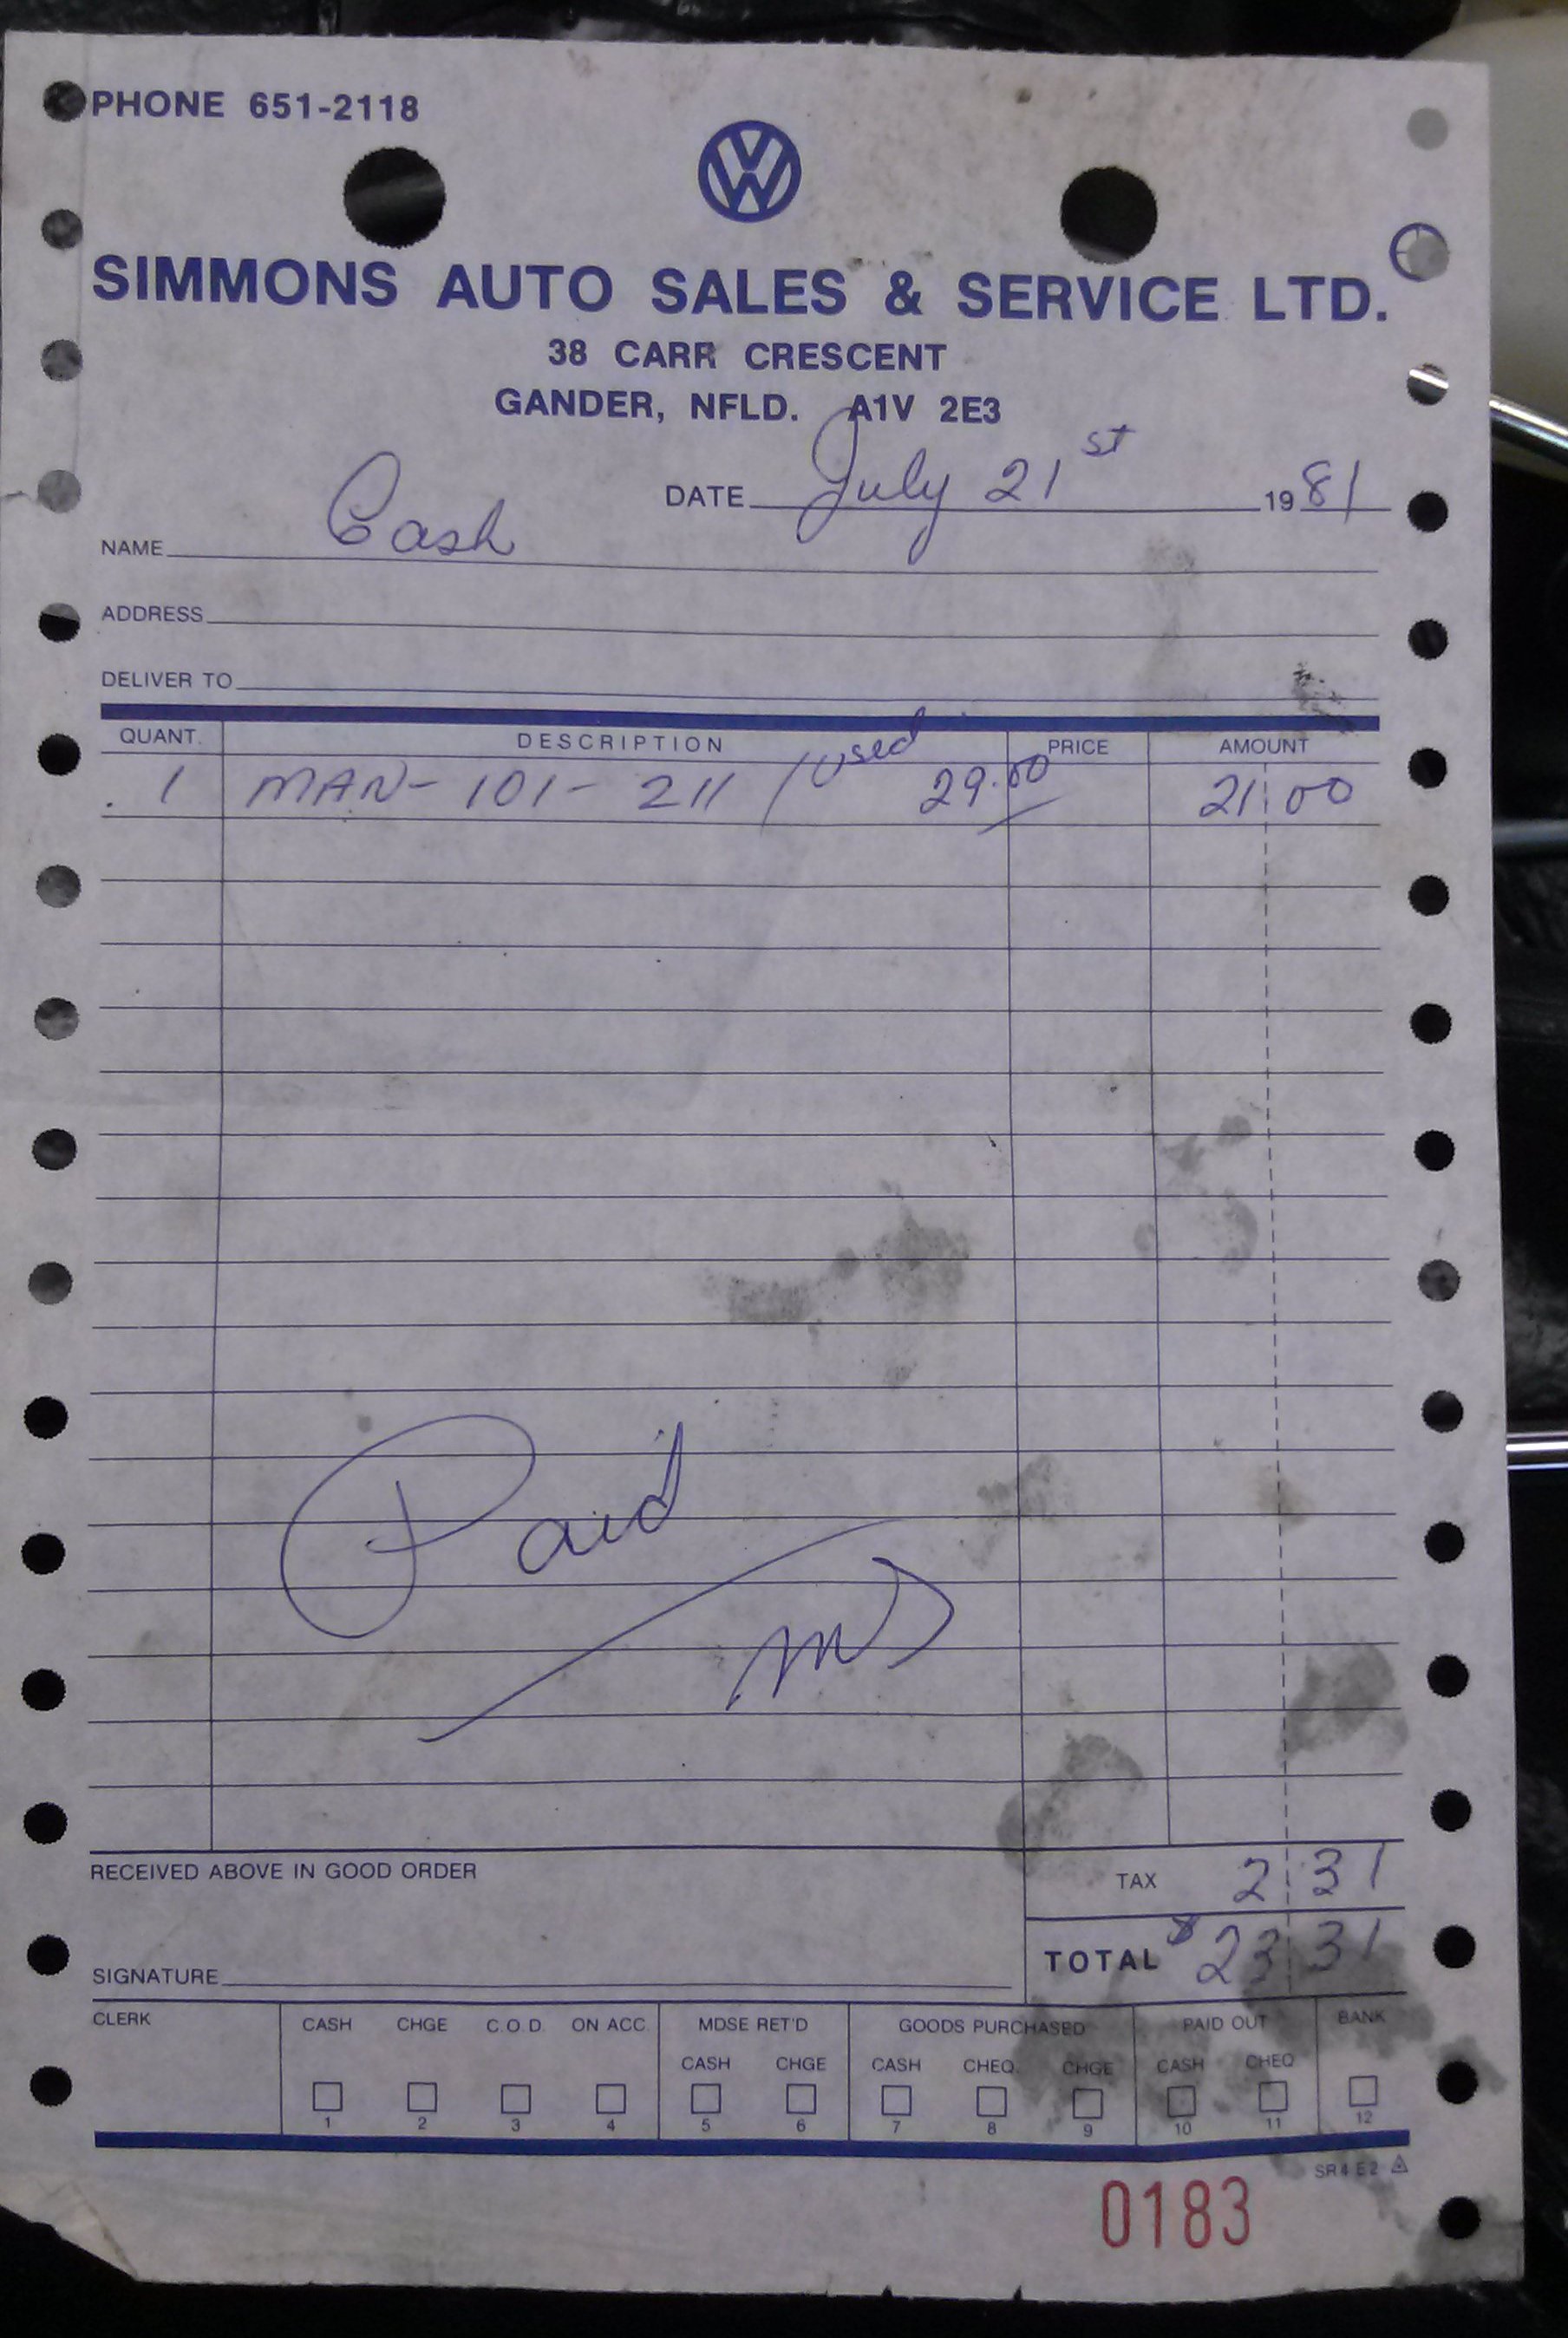 PHONE 651-2118
VW
SIMMONS AUTO SALES & SERVICE LTD.
38 CARR CRESCENT
GANDER, NFLD. A1V 2E3
DATE July 21st 1981
NAME Cash
ADDRESS
DELIVER TO
QUANT. DESCRIPTION PRICE AMOUNT
1 MAN-101-211 / used 29.00 21 00
Paid
MS
RECEIVED ABOVE IN GOOD ORDER
TAX 2 31
TOTAL $ 23 31
SIGNATURE
CLERK CASH CHGE C.O.D. ON ACC. MDSE RET'D GOODS PURCHASED PAID OUT BANK
CASH CHGE CASH CHEQ. CHGE CASH CHEQ
1 2 3 4 5 6 7 8 9 10 11 12
SR4E2
0183